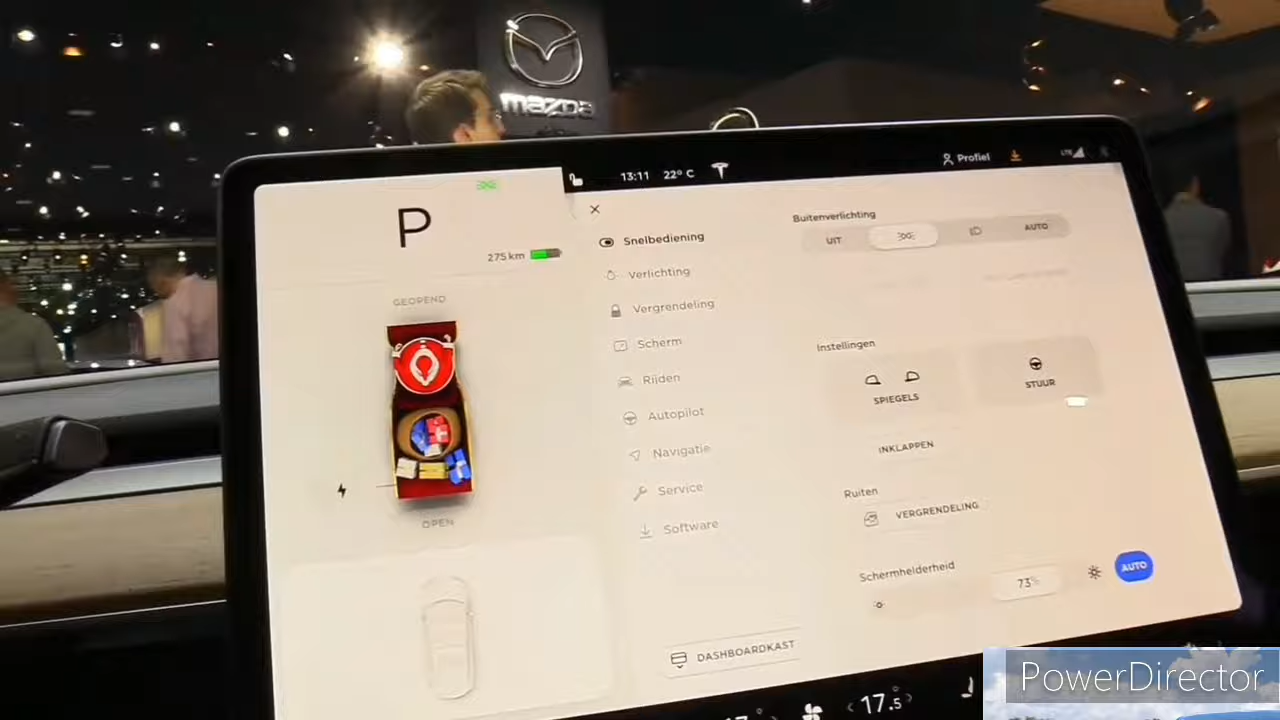 mazda
13:11 22° C
Profiel
LTE
P
275 km
GEOPEND
OPEN
Snelbediening
Verlichting
Vergrendeling
Scherm
Rijden
Autopilot
Navigatie
Service
Software
DASHBOARDKAST
Buitenverlichting
UIT
AUTO
Instellingen
SPIEGELS
STUUR
INKLAPPEN
Ruiten
VERGRENDELING
Schermhelderheid
73%
AUTO
17.5°
PowerDirector